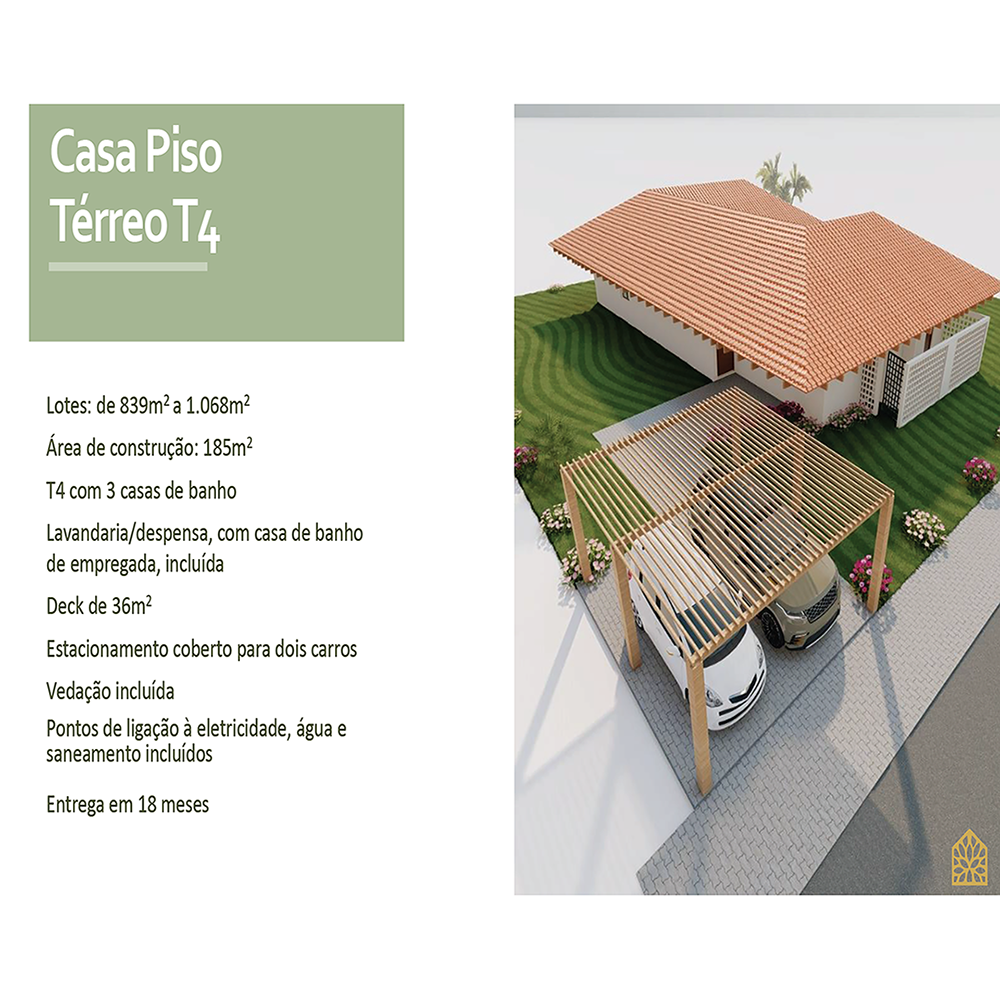 Casa Piso
Térreo T4
Lotes: de 839m² a 1.068m²
Área de construção: 185m²
T4 com 3 casas de banho
Lavandaria/despensa, com casa de banho
de empregada, incluída
Deck de 36m²
Estacionamento coberto para dois carros
Vedação incluída
Pontos de ligação à eletricidade, água e
saneamento incluídos
Entrega em 18 meses